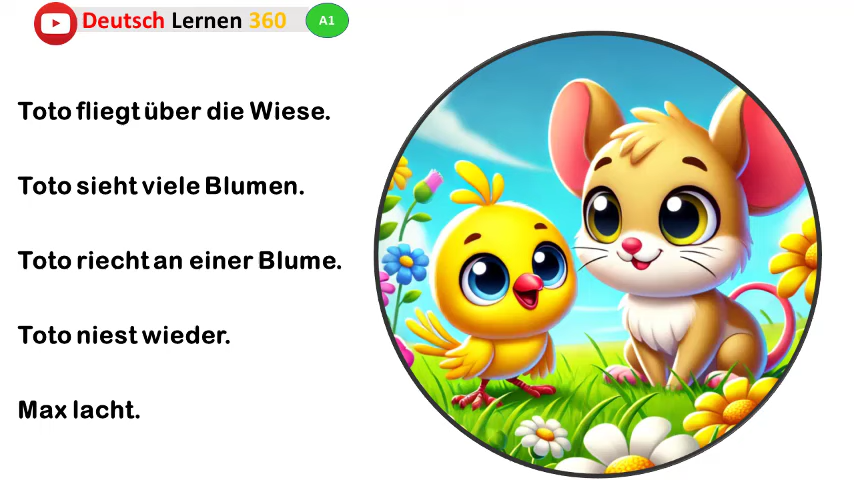 Deutsch Lernen 360 A1
Toto fliegt über die Wiese.
Toto sieht viele Blumen.
Toto riecht an einer Blume.
Toto niest wieder.
Max lacht.